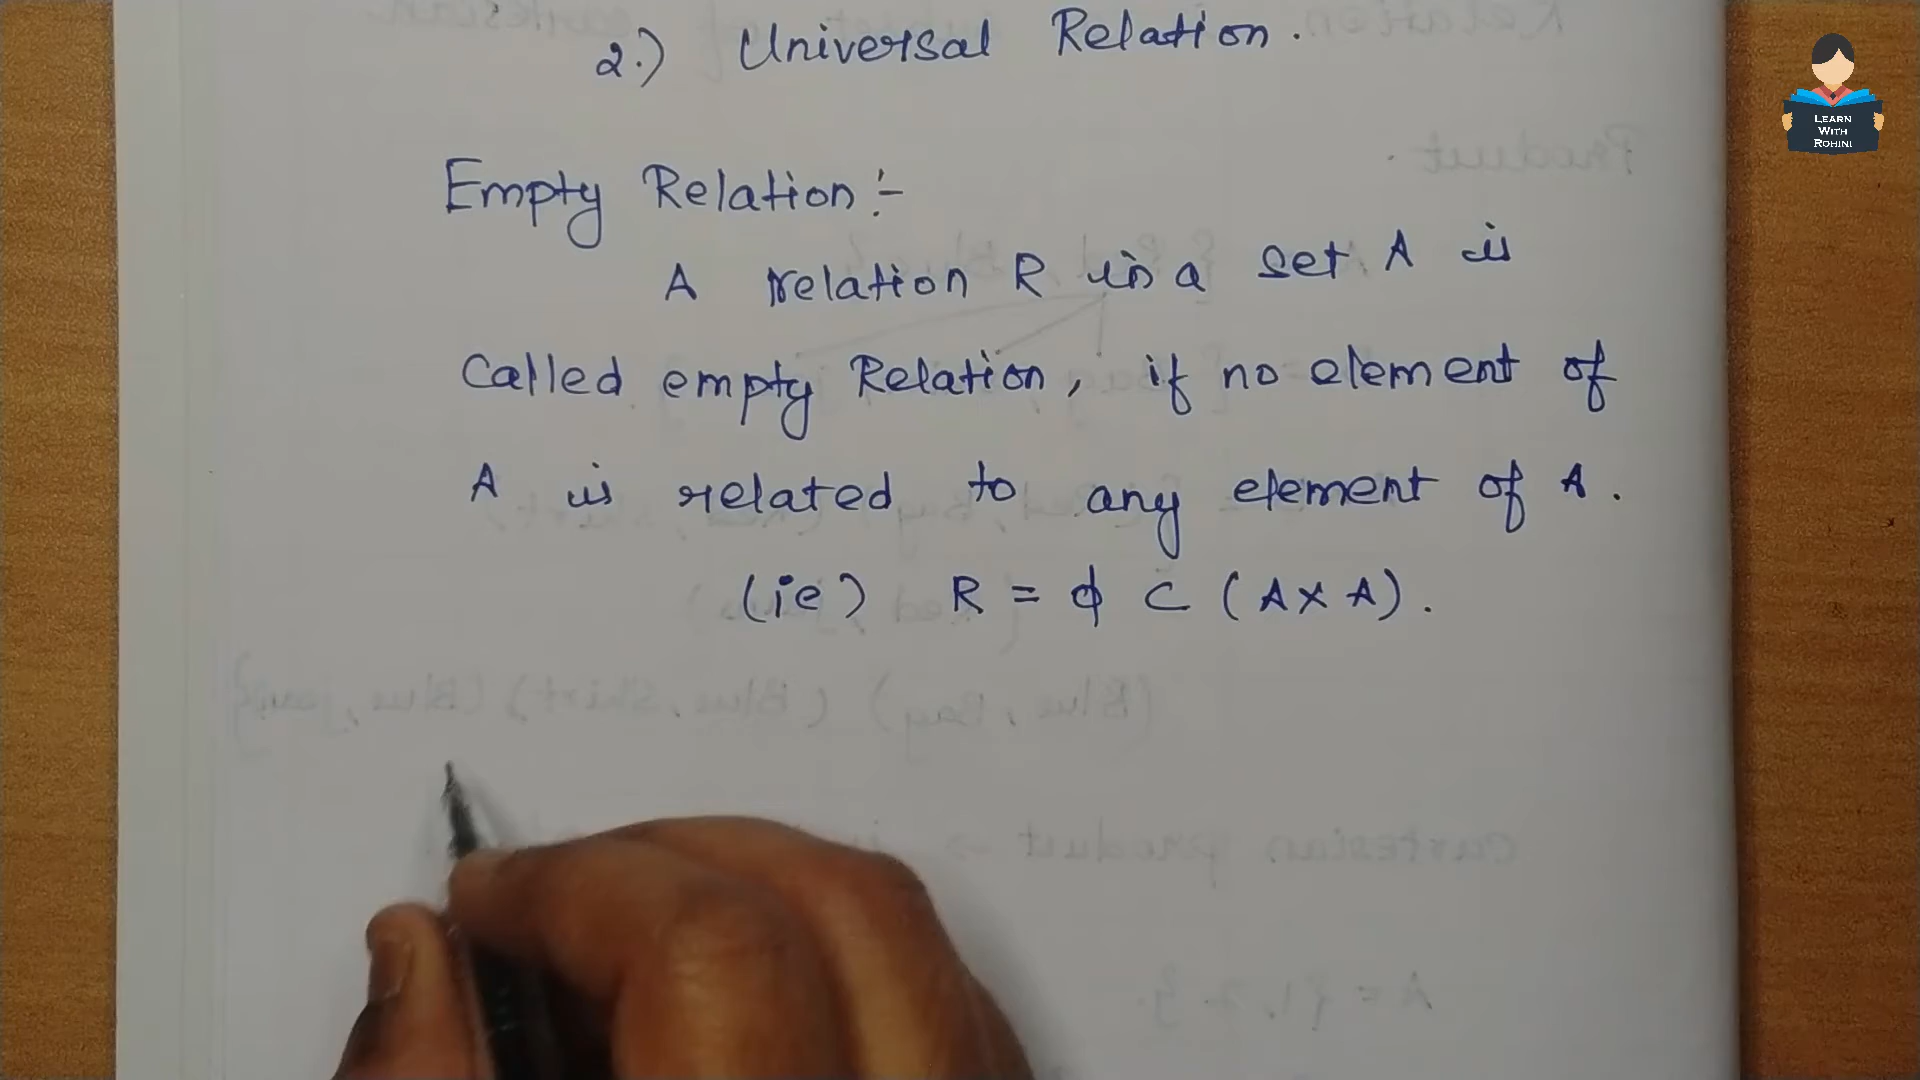 2.) Universal Relation.
LEARN
WITH
ROHINI
Empty Relation :-
A relation R in a set A is
Called empty Relation, if no element of
A is related to any element of A.
(ie) R = ϕ ⊂ (A×A).